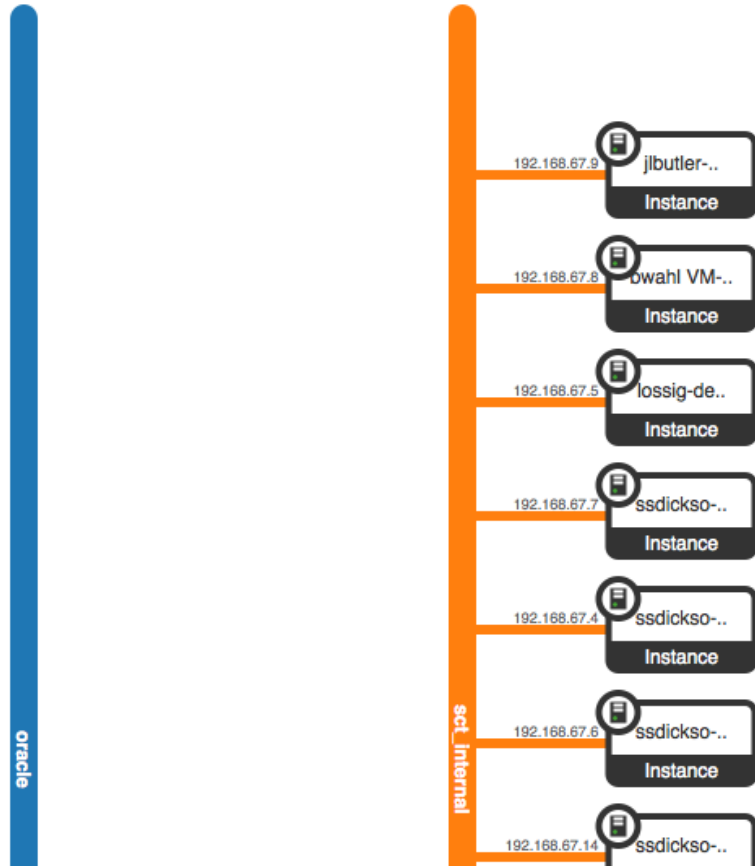 192.168.67.9
jlbutler-..
Instance
192.168.67.8
bwahl VM-..
Instance
192.168.67.5
lossig-de..
Instance
192.168.67.7
ssdickso-..
Instance
192.168.67.4
ssdickso-..
Instance
oracle
sct_internal
192.168.67.6
ssdickso-..
Instance
192.168.67.14
ssdickso-..